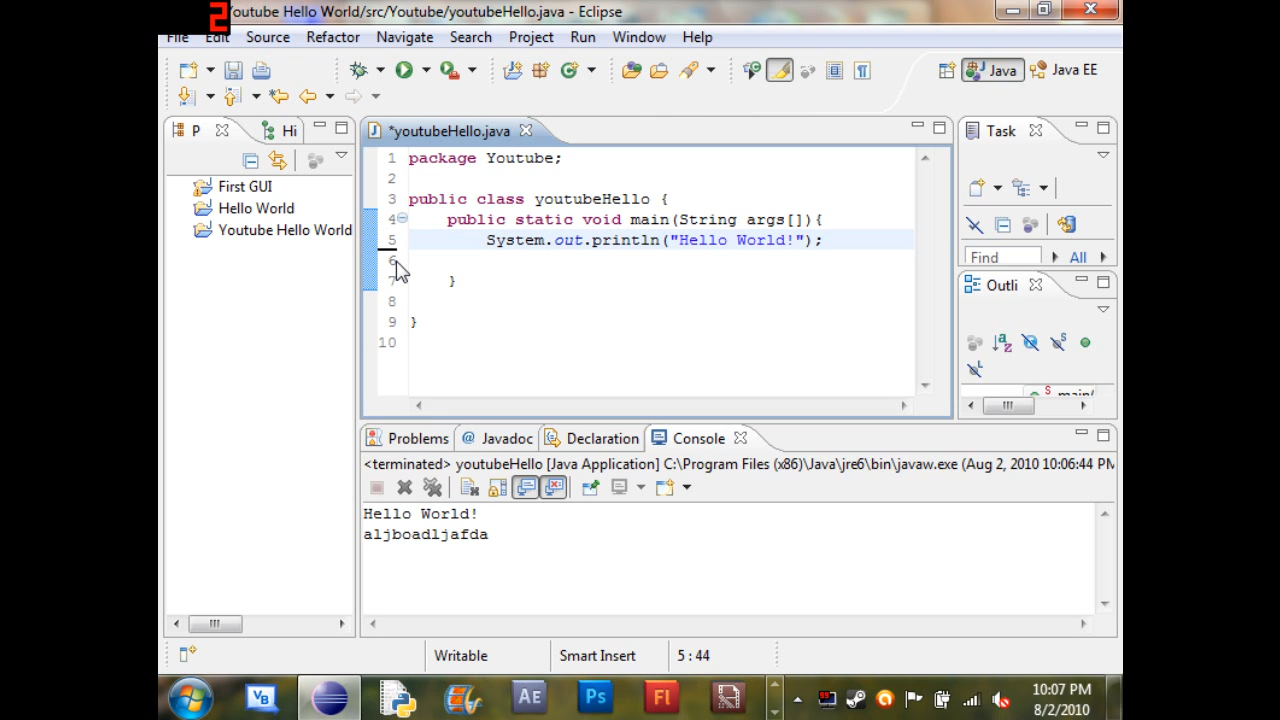 2
outube Hello World/src/Youtube/youtubeHello.java - Eclipse
File Edit Source Refactor Navigate Search Project Run Window Help
Java Java EE
P Hi
*youtubeHello.java
Task
First GUI
Hello World
Youtube Hello World
1 package Youtube;
2
3 public class youtubeHello {
4 public static void main(String args[]){
5 System.out.println("Hello World!");
6
7 }
8
9 }
10
Find All
Outli
Problems @ Javadoc Declaration Console
<terminated> youtubeHello [Java Application] C:\Program Files (x86)\Java\jre6\bin\javaw.exe (Aug 2, 2010 10:06:44 PM
Hello World!
aljboadljafda
Writable Smart Insert 5 : 44
VB AE Ps Fl
10:07 PM
8/2/2010